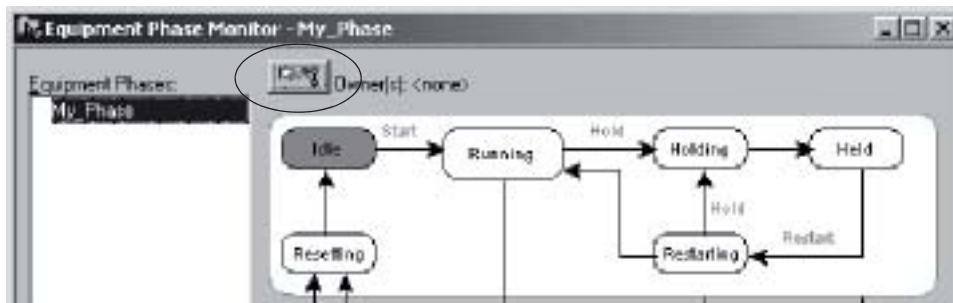 Equipment Phase Monitor - My_Phase
Equipment Phases:
Owner(s): <none>
My_Phase
Idle
Start
Running
Hold
Holding
Held
Hold
Resetting
Restarting
Restart